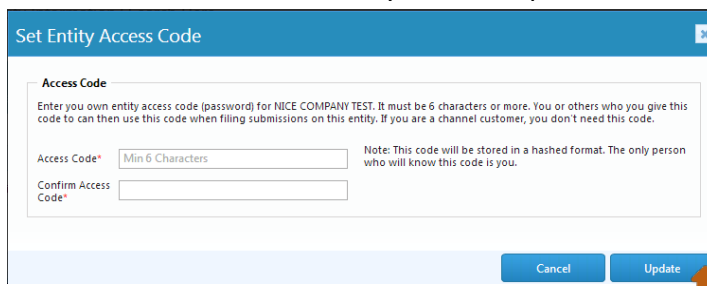 Set Entity Access Code
Access Code
Enter you own entity access code (password) for NICE COMPANY TEST. It must be 6 characters or more. You or others who you give this
code to can then use this code when filing submissions on this entity. If you are a channel customer, you don't need this code.
Access Code*
Min 6 Characters
Note: This code will be stored in a hashed format. The only person
who will know this code is you.
Confirm Access
Code*
Cancel
Update